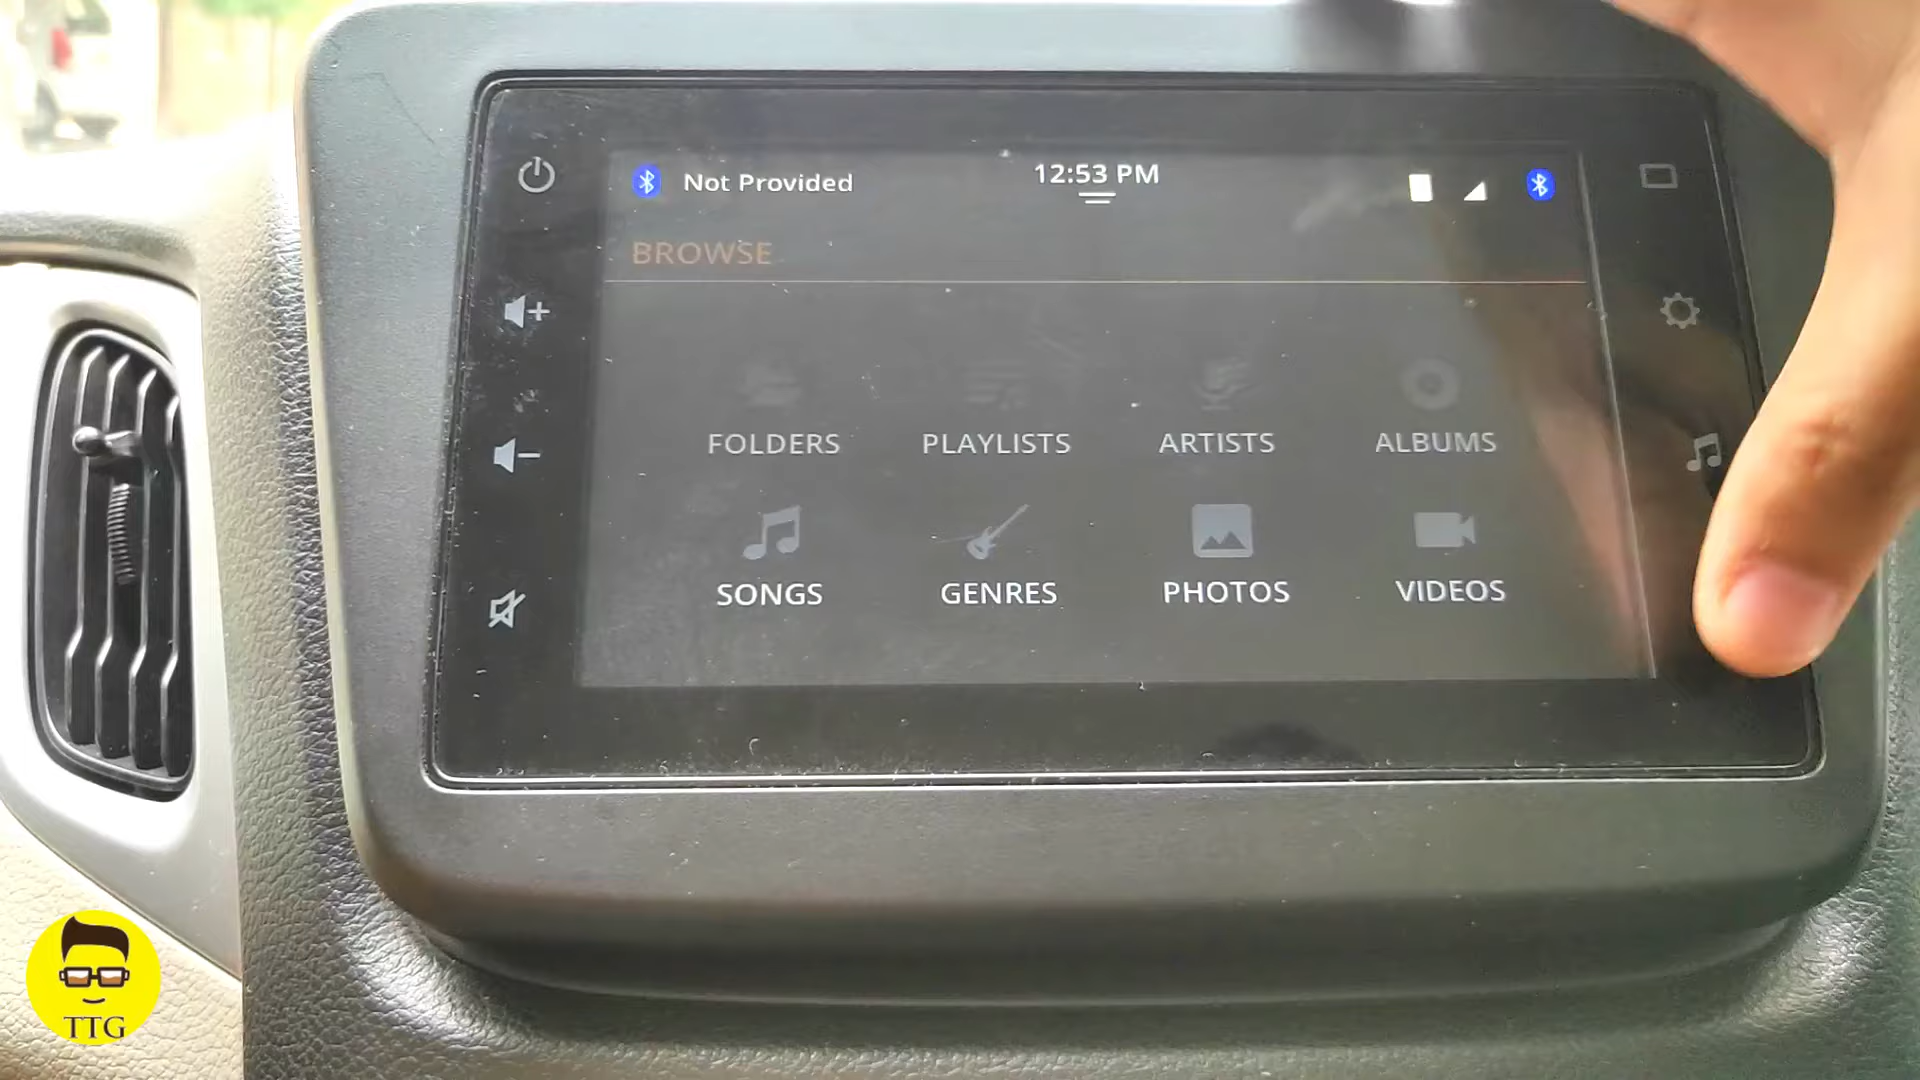 Not Provided
12:53 PM
BROWSE
FOLDERS PLAYLISTS ARTISTS ALBUMS
SONGS GENRES PHOTOS VIDEOS
TTG